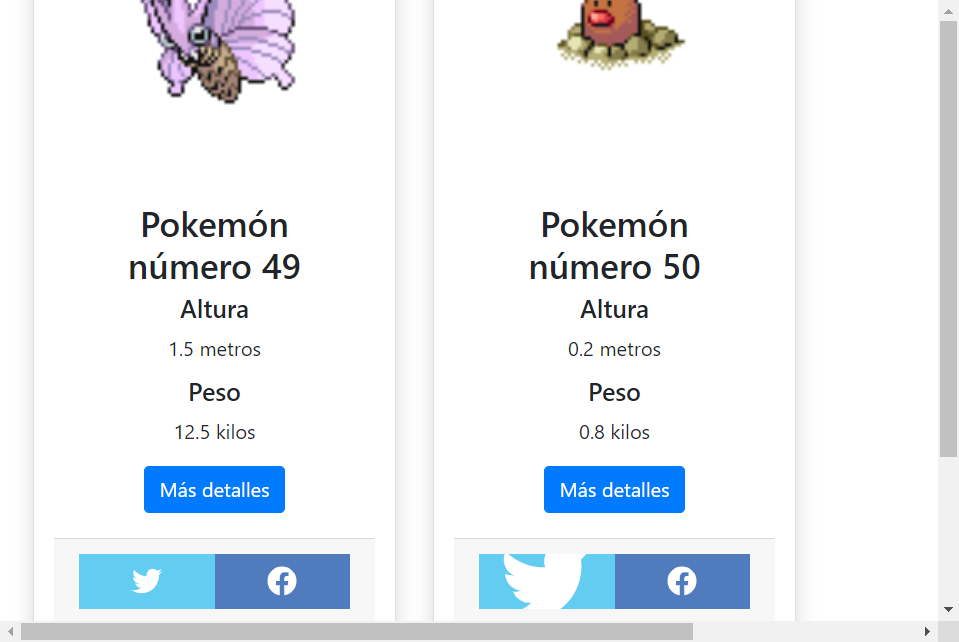 Pokemón
número 49
Altura
1.5 metros
Peso
12.5 kilos
Más detalles
Pokemón
número 50
Altura
0.2 metros
Peso
0.8 kilos
Más detalles